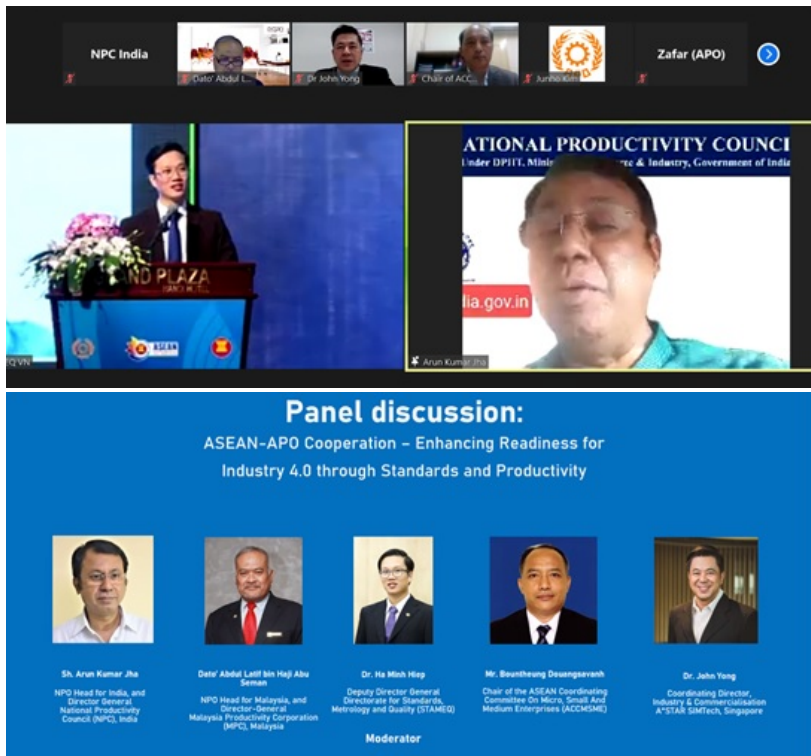 NPC India
Dato' Abdul L...
Dr John Yong
Chair of ACC...
Junho Kim
Zafar (APO)
APO
ATIONAL PRODUCTIVITY COUNCI
Under DPIIT, Minis
e & Industry, Government of India
ND PLAZA
HANOI HOTEL
ASEAN
dia.gov.in
Q VN
Arun Kumar Jha
Panel discussion:
ASEAN-APO Cooperation – Enhancing Readiness for
Industry 4.0 through Standards and Productivity
Sh. Arun Kumar Jha
NPO Head for India, and
Director General
National Productivity
Council (NPC), India
Dato' Abdul Latif bin Haji Abu
Seman
NPO Head for Malaysia, and
Director-General
Malaysia Productivity Corporation
(MPC), Malaysia
Dr. Ha Minh Hiep
Deputy Director General
Directorate for Standards,
Metrology and Quality (STAMEQ)
Mr. Bountheung Douangsavanh
Chair of the ASEAN Coordinating
Committee On Micro, Small And
Medium Enterprises (ACCMSME)
Dr. John Yong
Coordinating Director,
Industry & Commercialisation
A*STAR SIMTech, Singapore
Moderator